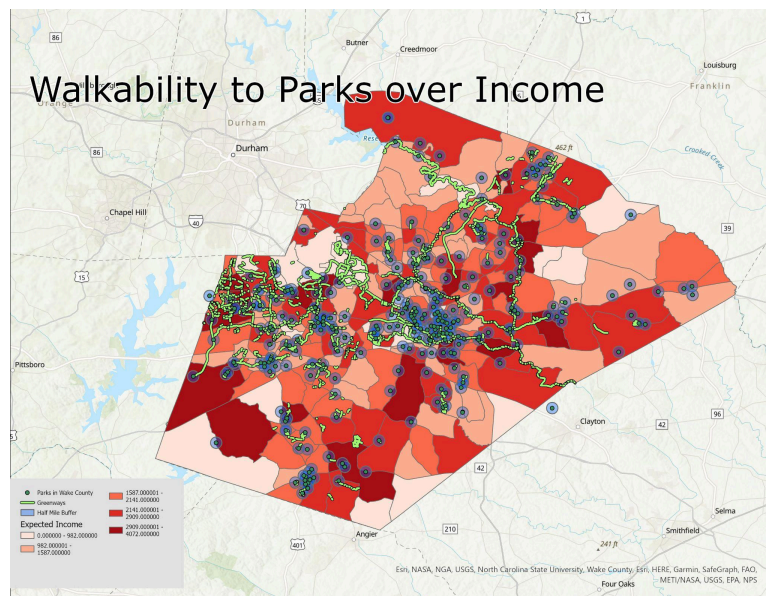 Walkability to Parks over Income
86
Butner
Creedmoor
1
Louisburg
Franklin
Orange
Durham
462 ft
Crooked Creek
86
Durham
Chapel Hill
70
40
39
15
Pittsboro
Clayton
96
42
42
Parks in Wake County
Greenways
Half Mile Buffer
Expected Income
0.000000 - 982.000000
982.000001 -
1587.000000
1587.000001 -
2141.000000
2141.000001 -
2909.000000
2909.000001 -
4072.000000
Selma
210
Smithfield
Angier
401
241 ft
Four Oaks
Esri, NASA, NGA, USGS, North Carolina State University, Wake County, Esri, HERE, Garmin, SafeGraph, FAO,
METI/NASA, USGS, EPA, NPS